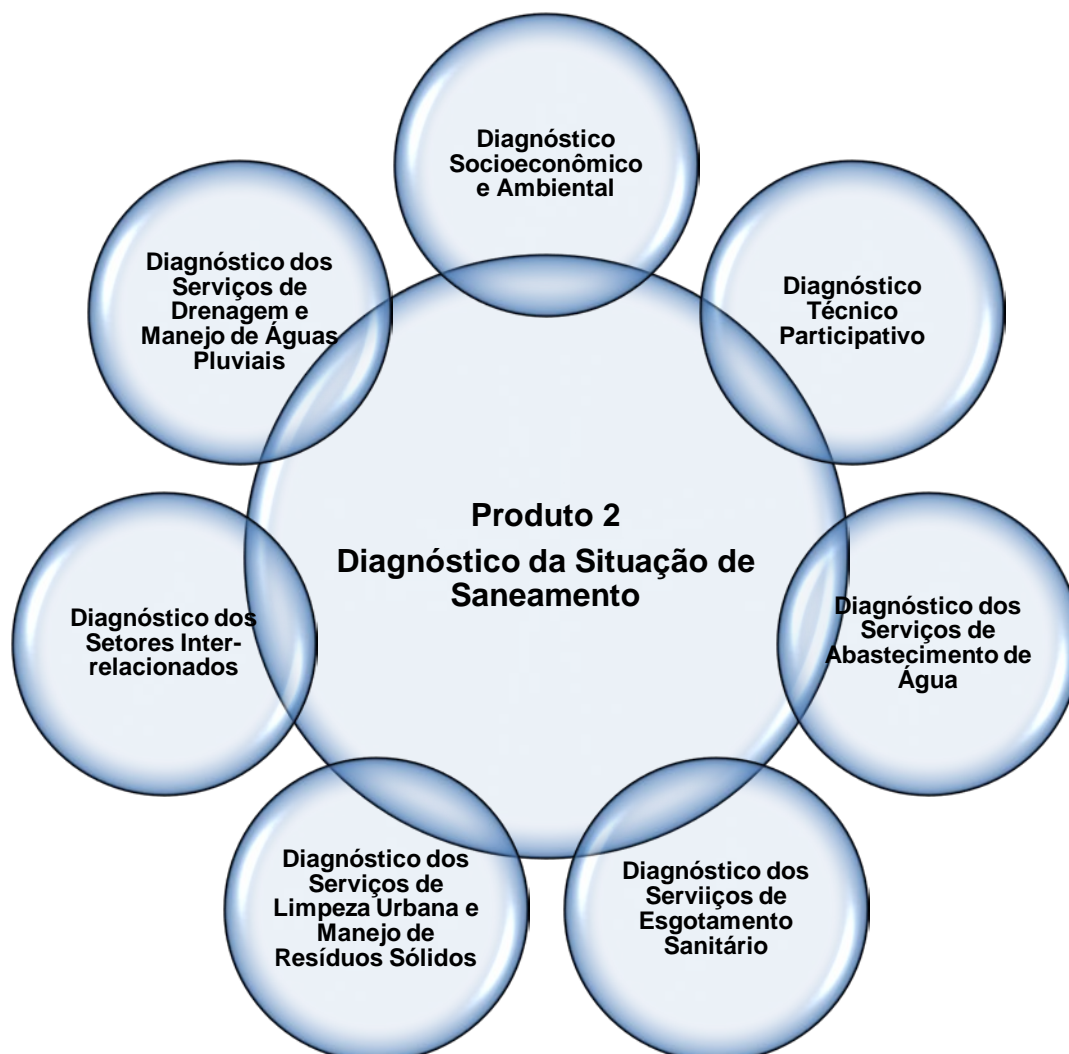 Diagnóstico
Socioeconômico
e Ambiental
Diagnóstico
Técnico
Participativo
Diagnóstico dos
Serviços de
Abastecimento de
Água
Diagnóstico dos
Serviiços de
Esgotamento
Sanitário
Diagnóstico dos
Serviços de
Limpeza Urbana e
Manejo de
Resíduos Sólidos
Diagnóstico dos
Setores Inter-
relacionados
Diagnóstico dos
Serviços de
Drenagem e
Manejo de Águas
Pluviais
Produto 2
Diagnóstico da Situação de
Saneamento